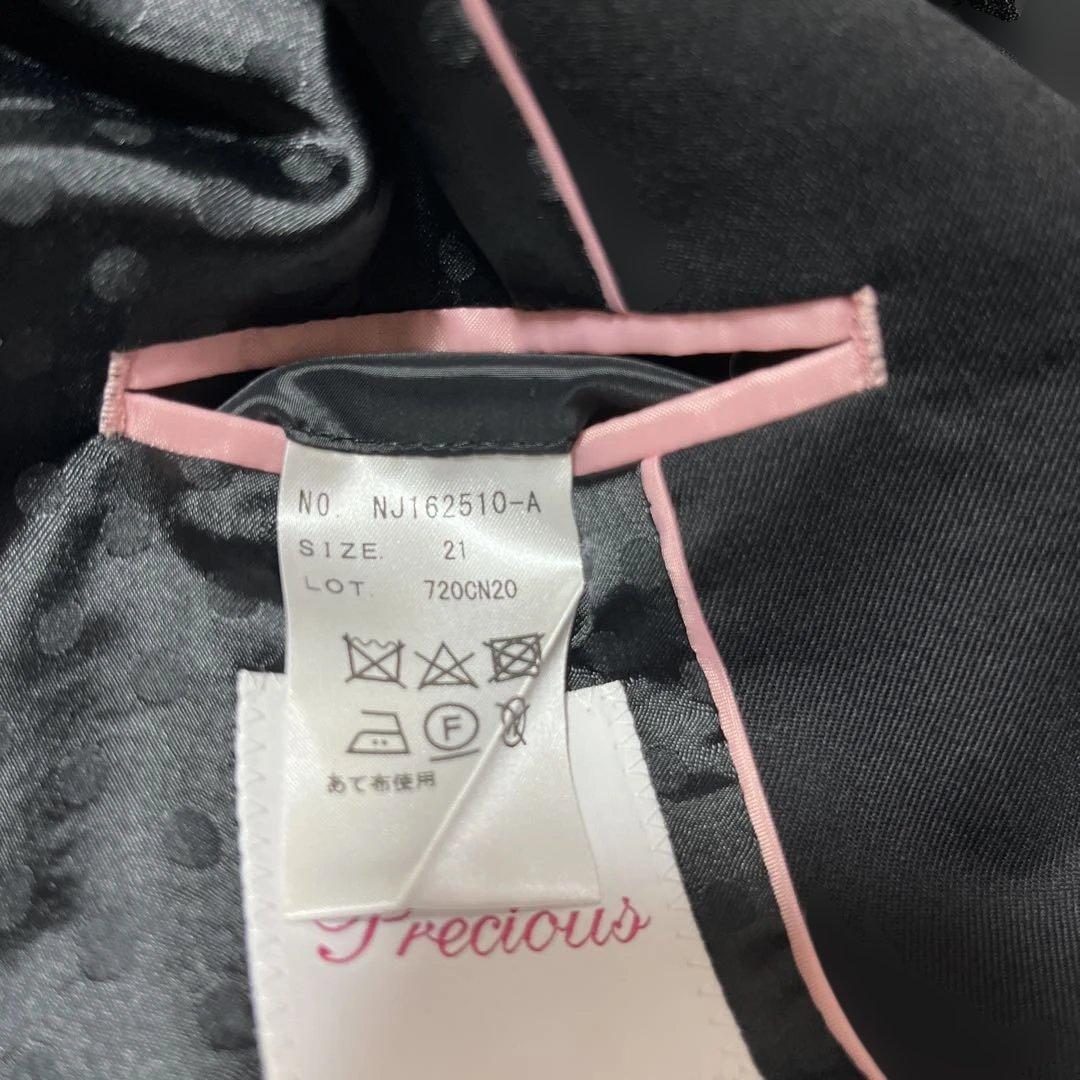 NO. NJ162510-A
SIZE. 21
LOT. 720CN20
F
あて布使用
Precious